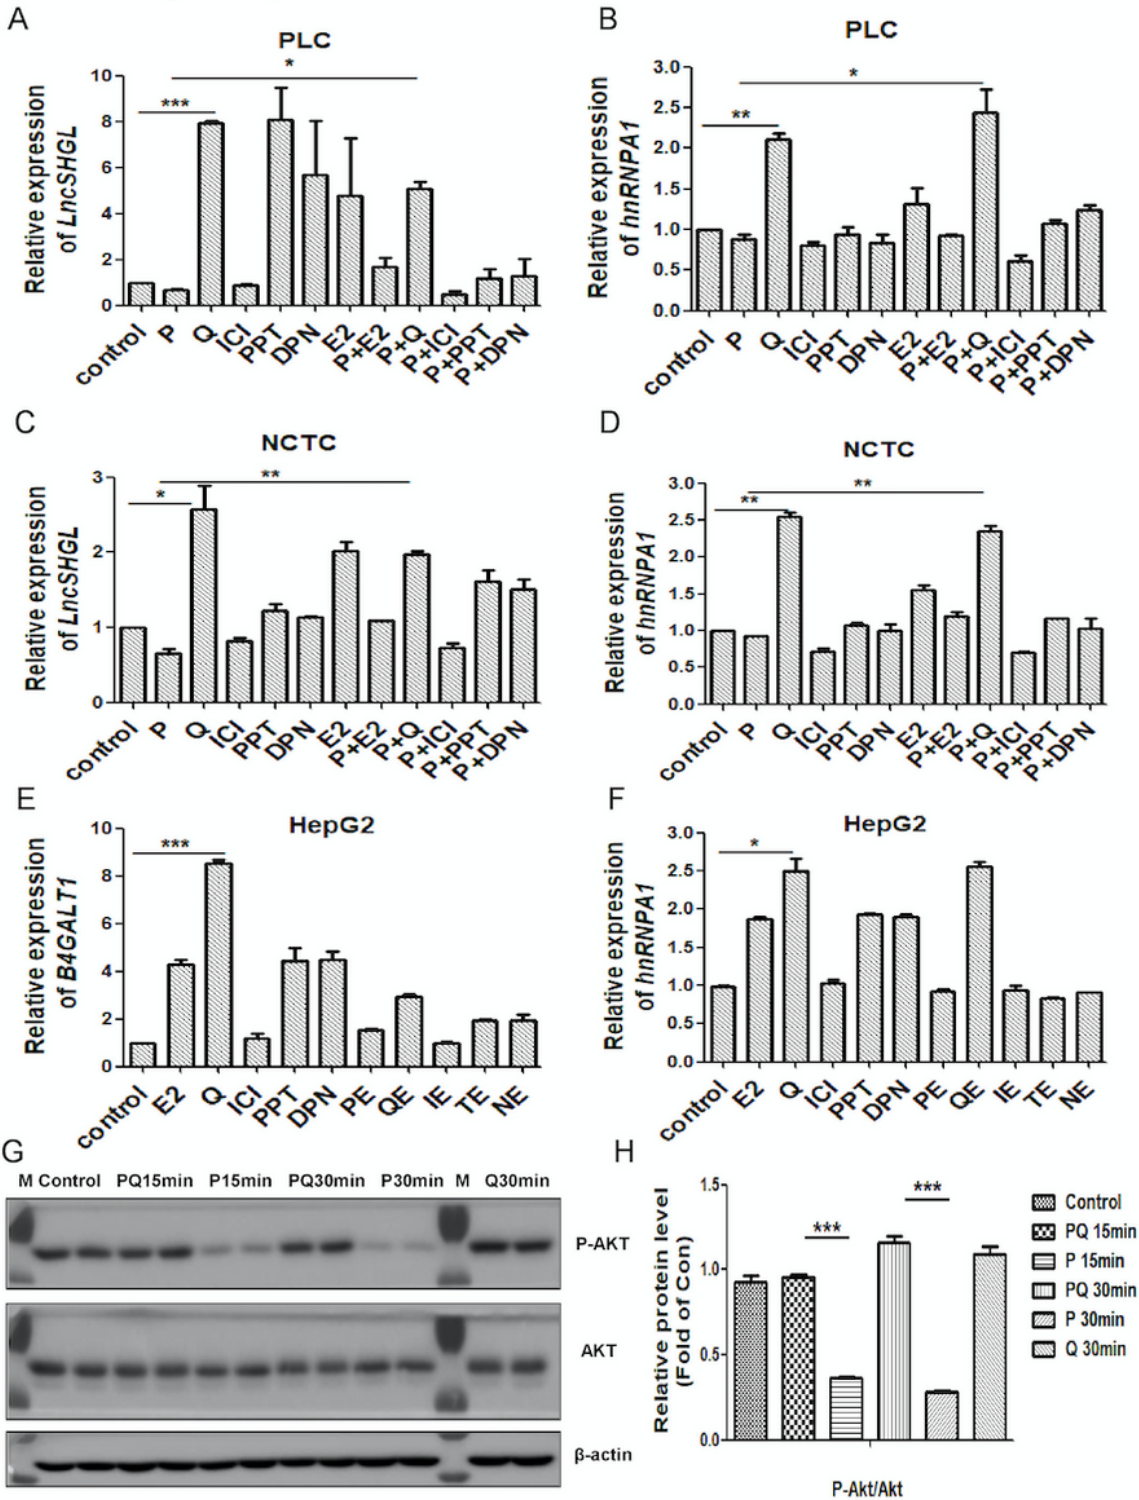 A
PLC
Relative expression
of LncSHGL
10
8
6
4
2
0
***
*
control
P
Q
ICI
PPT
DPN
E2
P+E2
P+Q
P+ICI
P+PPT
P+DPN
B
PLC
Relative expression
of hnRNPA1
3.0
2.5
2.0
1.5
1.0
0.5
0.0
**
*
control
P
Q
ICI
PPT
DPN
E2
P+E2
P+Q
P+ICI
P+PPT
P+DPN
C
NCTC
Relative expression
of LncSHGL
3
2
1
0
*
**
control
P
Q
ICI
PPT
DPN
E2
P+E2
P+Q
P+ICI
P+PPT
P+DPN
D
NCTC
Relative expression
of hnRNPA1
3.0
2.5
2.0
1.5
1.0
0.5
0.0
**
**
control
P
Q
ICI
PPT
DPN
E2
P+E2
P+Q
P+ICI
P+PPT
P+DPN
E
HepG2
Relative expression
of B4GALT1
10
8
6
4
2
0
***
control
E2
Q
ICI
PPT
DPN
PE
QE
IE
TE
NE
F
HepG2
Relative expression
of hnRNPA1
3.0
2.5
2.0
1.5
1.0
0.5
0.0
*
control
E2
Q
ICI
PPT
DPN
PE
QE
IE
TE
NE
G
M Control PQ15min P15min PQ30min P30min M Q30min
P-AKT
AKT
β-actin
H
Relative protein level
(Fold of Con)
1.5
1.0
0.5
0.0
***
***
P-Akt/Akt
Control
PQ 15min
P 15min
PQ 30min
P 30min
Q 30min